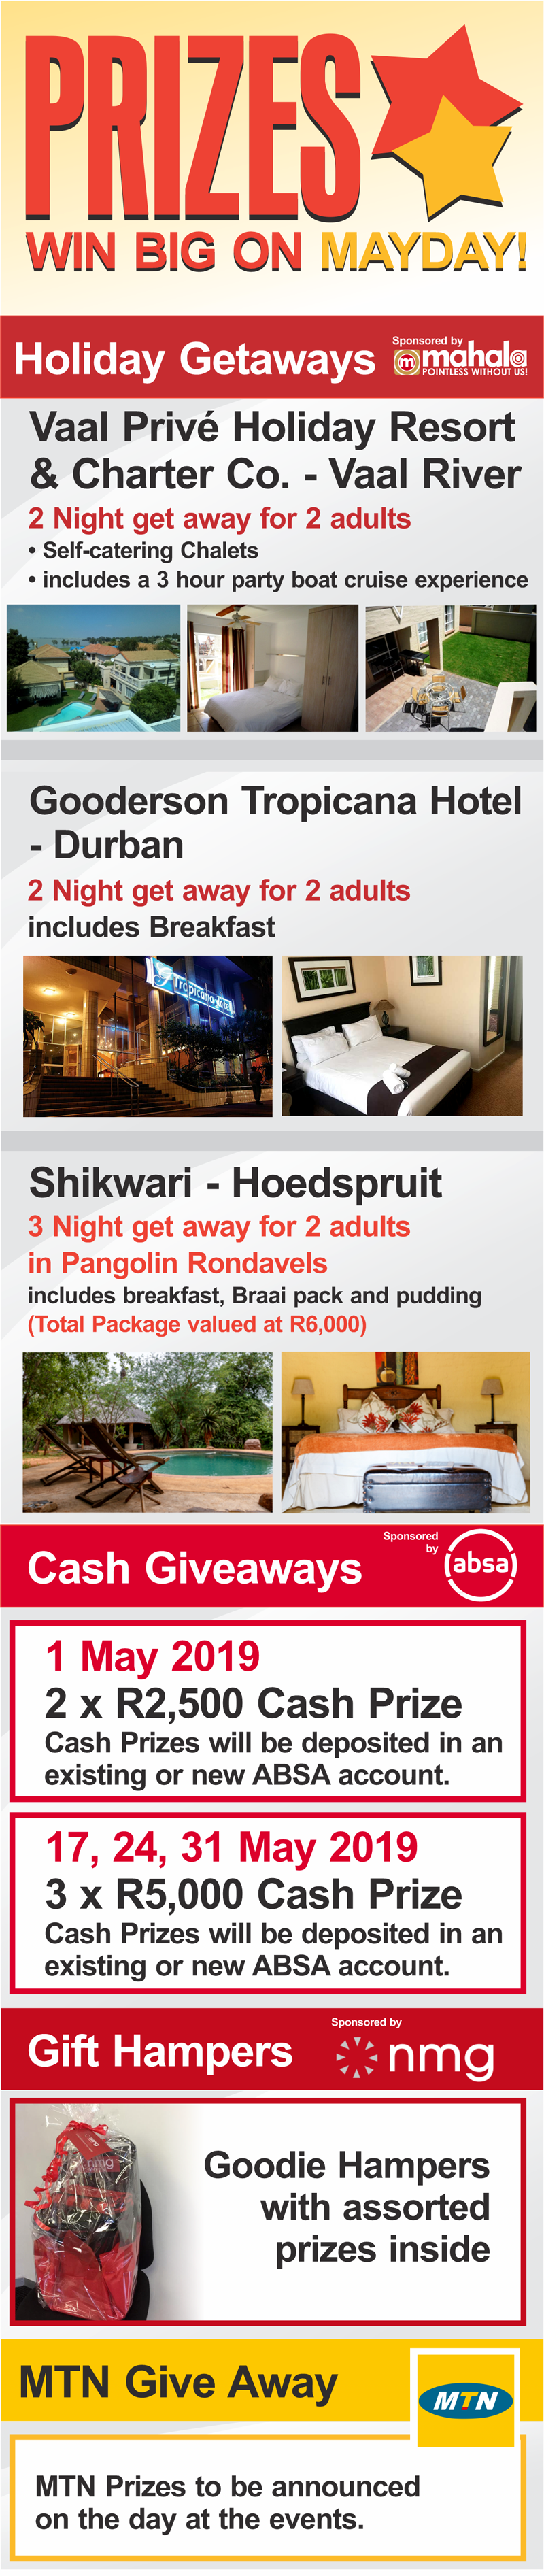 PRIZES
WIN BIG ON MAYDAY!
Holiday Getaways
Sponsored by
m mahala
POINTLESS WITHOUT US!
Vaal Privé Holiday Resort
& Charter Co. - Vaal River
2 Night get away for 2 adults
• Self-catering Chalets
• includes a 3 hour party boat cruise experience
Gooderson Tropicana Hotel
- Durban
2 Night get away for 2 adults
includes Breakfast
Tropicana Hotel
Shikwari - Hoedspruit
3 Night get away for 2 adults
in Pangolin Rondavels
includes breakfast, Braai pack and pudding
(Total Package valued at R6,000)
Cash Giveaways
Sponsored
by
(absa)
1 May 2019
2 x R2,500 Cash Prize
Cash Prizes will be deposited in an
existing or new ABSA account.
17, 24, 31 May 2019
3 x R5,000 Cash Prize
Cash Prizes will be deposited in an
existing or new ABSA account.
Gift Hampers
Sponsored by
nmg
nmg
Goodie Hampers
with assorted
prizes inside
MTN Give Away
MTN
MTN Prizes to be announced
on the day at the events.